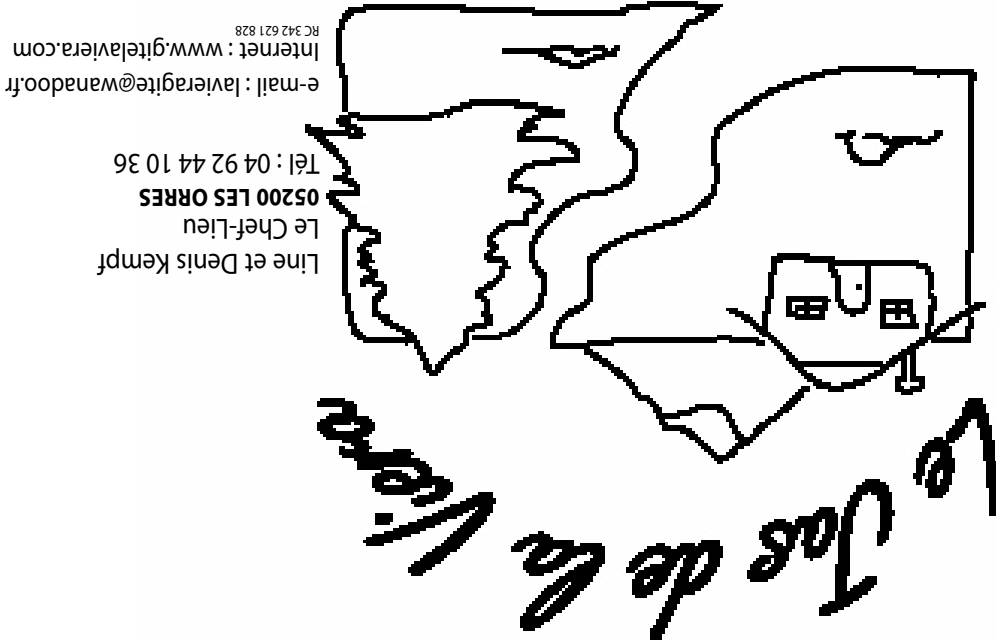 Le Jas de la Viera
Line et Denis Kempf
Le Chef-Lieu
05200 LES ORRES
Tél : 04 92 44 10 36
e-mail : lavieragite@wanadoo.fr
Internet : www.gitelaviera.com
RC 342 621 828